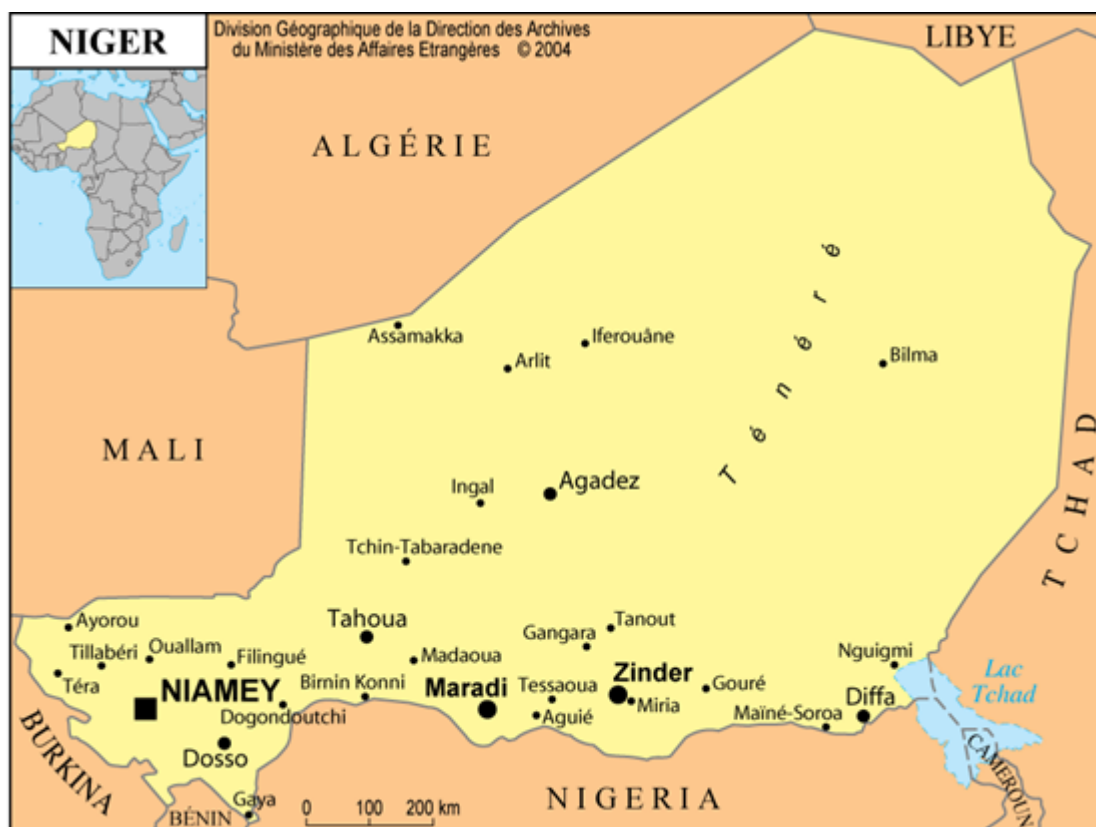 NIGER
Division Géographique de la Direction des Archives
du Ministère des Affaires Etrangères © 2004
LIBYE
ALGÉRIE
Ténéré
Assamakka
Iferouâne
Arlit
Bilma
MALI
TCHAD
Ingal
Agadez
Tchin-Tabaradene
Ayorou
Tahoua
Tanout
Gangara
Ouallam
Tillabéri
Filingué
Madaoua
Nguigmi
Téra
NIAMEY
Birnin Konni
Maradi
Tessaoua
Zinder
Gouré
Lac
Tchad
Dogondoutchi
Aguié
Miria
Maïné-Soroa
Diffa
BURKINA
Dosso
CAMEROUN
Gaya
BÉNIN
0 100 200 km
NIGERIA